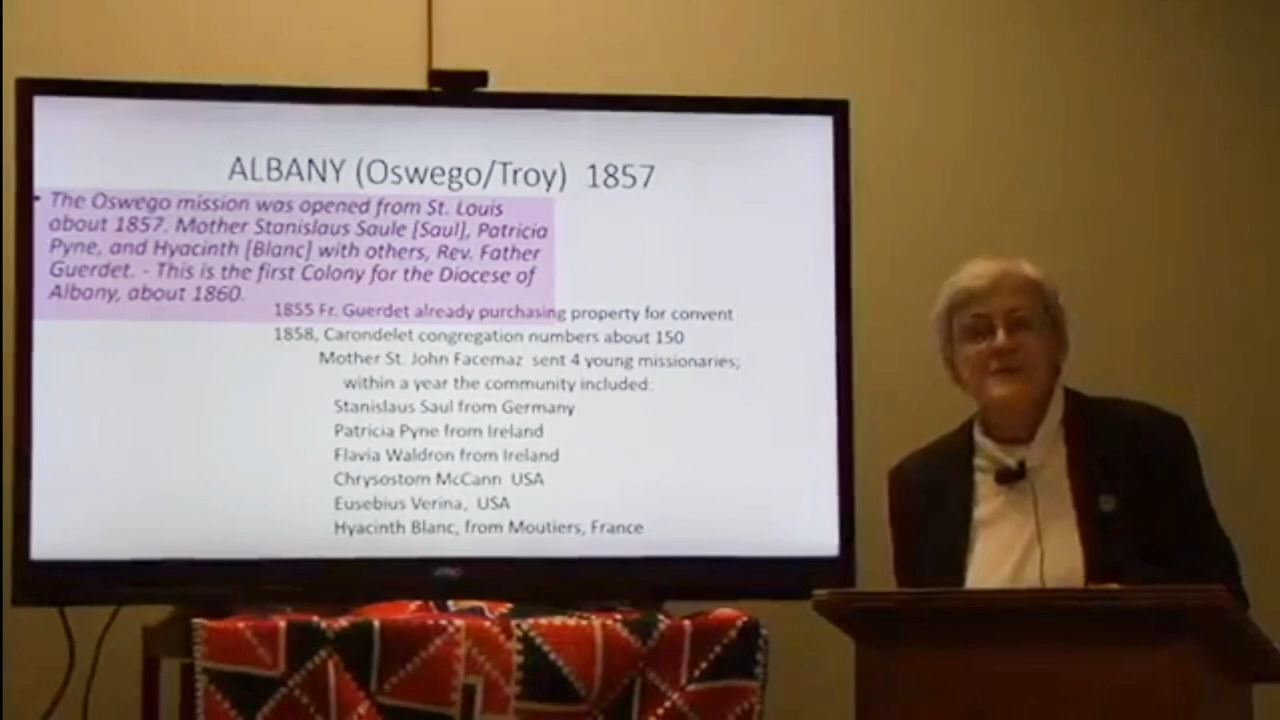 ALBANY (Oswego/Troy) 1857
• The Oswego mission was opened from St. Louis
about 1857. Mother Stanislaus Saule [Saul], Patricia
Pyne, and Hyacinth [Blanc] with others, Rev. Father
Guerdet. - This is the first Colony for the Diocese of
Albany, about 1860.
1855 Fr. Guerdet already purchasing property for convent
1858, Carondelet congregation numbers about 150
Mother St. John Facemaz sent 4 young missionaries;
within a year the community included:
Stanislaus Saul from Germany
Patricia Pyne from Ireland
Flavia Waldron from Ireland
Chrysostom McCann USA
Eusebius Verina, USA
Hyacinth Blanc, from Moutiers, France